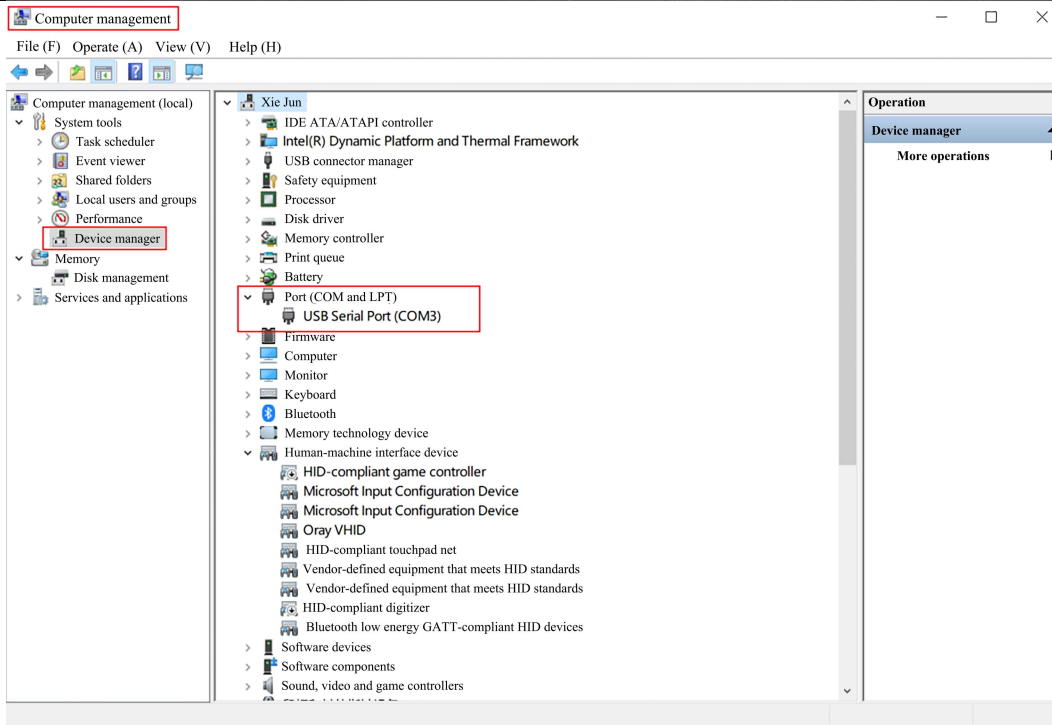 Computer management
File (F) Operate (A) View (V) Help (H)
Computer management (local)
System tools
Task scheduler
Event viewer
Shared folders
Local users and groups
Performance
Device manager
Memory
Disk management
Services and applications
Xie Jun
IDE ATA/ATAPI controller
Intel(R) Dynamic Platform and Thermal Framework
USB connector manager
Safety equipment
Processor
Disk driver
Memory controller
Print queue
Battery
Port (COM and LPT)
USB Serial Port (COM3)
Firmware
Computer
Monitor
Keyboard
Bluetooth
Memory technology device
Human-machine interface device
HID-compliant game controller
Microsoft Input Configuration Device
Microsoft Input Configuration Device
Oray VHID
HID-compliant touchpad net
Vendor-defined equipment that meets HID standards
Vendor-defined equipment that meets HID standards
HID-compliant digitizer
Bluetooth low energy GATT-compliant HID devices
Software devices
Software components
Sound, video and game controllers
Operation
Device manager
More operations